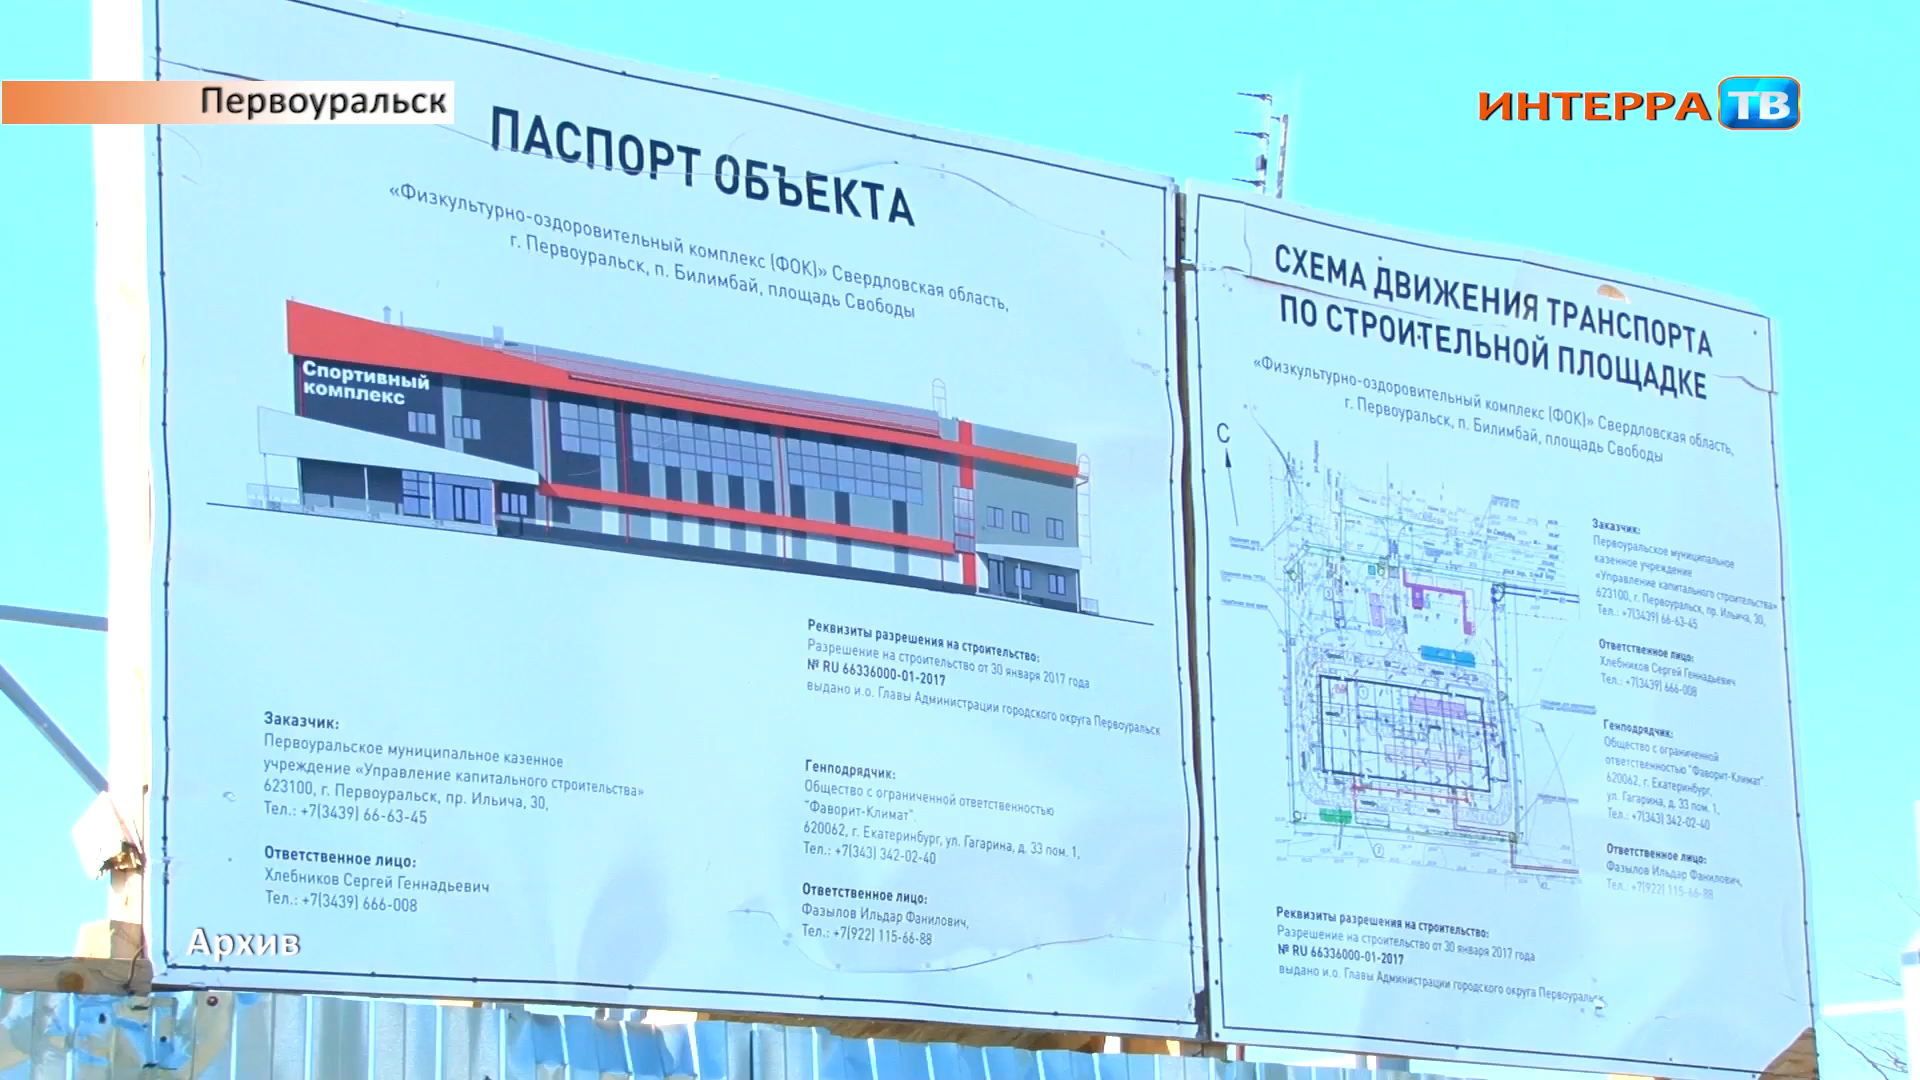 Первоуральск
ИНТЕРРА ТВ
ПАСПОРТ ОБЪЕКТА
«Физкультурно-оздоровительный комплекс (ФОК)» Свердловская область,
г. Первоуральск, п. Билимбай, площадь Свободы
Спортивный
комплекс
Реквизиты разрешения на строительство:
Разрешение на строительство от 30 января 2017 года
№ RU 66336000-01-2017
выдано и.о. Главы Администрации городского округа Первоуральск
Заказчик:
Первоуральское муниципальное казенное
учреждение «Управление капитального строительства»
623100, г. Первоуральск, пр. Ильича, 30,
Тел.: +7(3439) 66-63-45
Ответственное лицо:
Хлебников Сергей Геннадьевич
Тел.: +7(3439) 666-008
Генподрядчик:
Общество с ограниченной ответственностью
"Фаворит-Климат".
620062, г. Екатеринбург, ул. Гагарина, д. 33 пом. 1,
Тел.: +7(343) 342-02-40
Ответственное лицо:
Фазылов Ильдар Фанилович,
Тел.: +7(922) 115-66-88
СХЕМА ДВИЖЕНИЯ ТРАНСПОРТА
ПО СТРОИТЕЛЬНОЙ ПЛОЩАДКЕ
«Физкультурно-оздоровительный комплекс (ФОК)» Свердловская область,
г. Первоуральск, п. Билимбай, площадь Свободы
С
Заказчик:
Первоуральское муниципальное
казенное учреждение
«Управление капитального строительства»
623100, г. Первоуральск, пр. Ильича, 30,
Тел.: +7(3439) 66-63-45
Ответственное лицо:
Хлебников Сергей Геннадьевич
Тел.: +7(3439) 666-008
Генподрядчик:
Общество с ограниченной
ответственностью "Фаворит-Климат".
620062, г. Екатеринбург,
ул. Гагарина, д. 33 пом. 1,
Тел.: +7(343) 342-02-40
Ответственное лицо:
Фазылов Ильдар Фанилович,
Тел.: +7(922) 115-66-88
Реквизиты разрешения на строительство:
Разрешение на строительство от 30 января 2017 года
№ RU 66336000-01-2017
выдано и.о. Главы Администрации городского округа Первоуральск
Архив